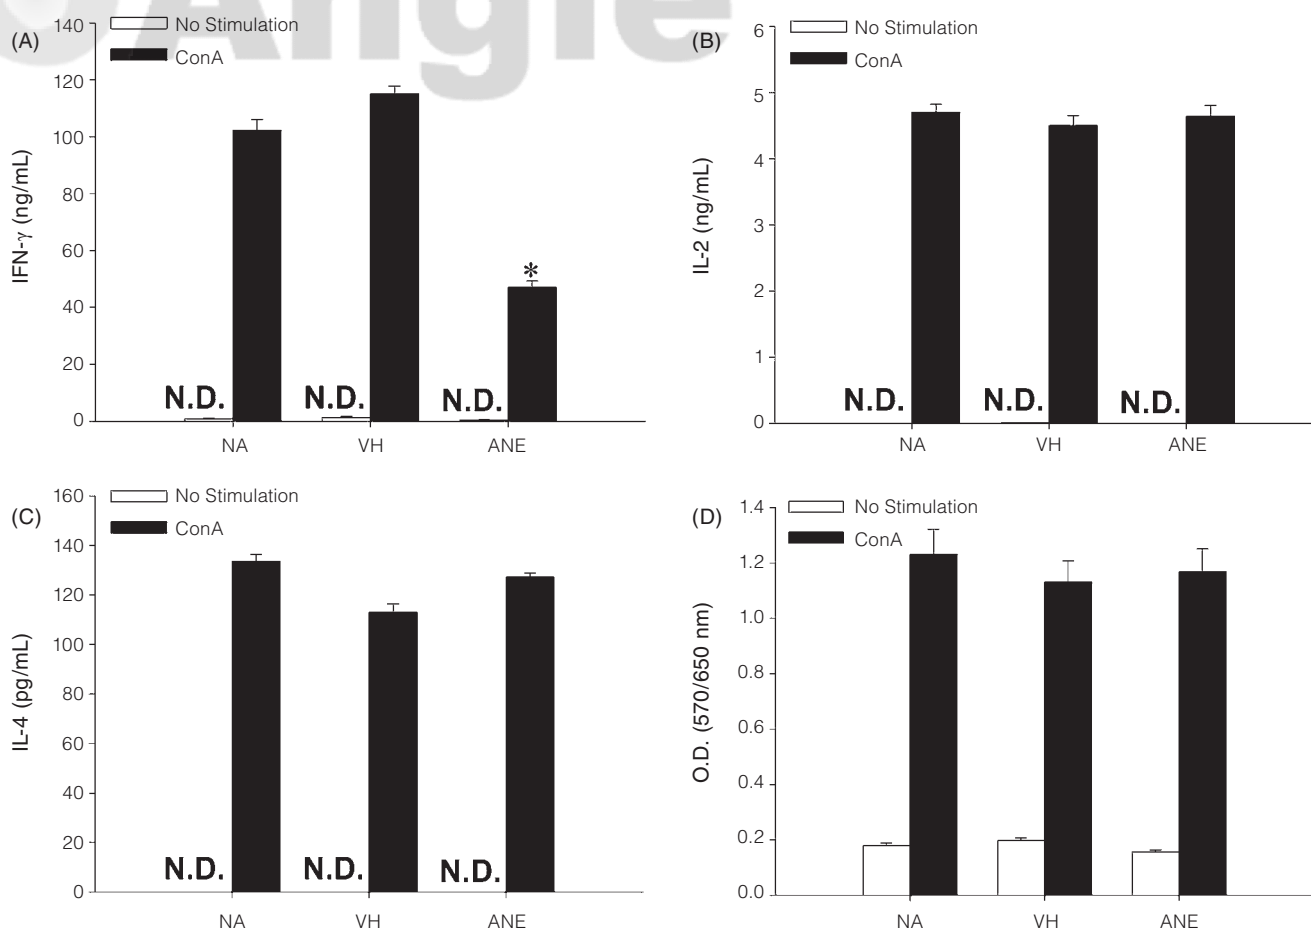 Angle
(A)
No Stimulation
ConA
IFN-γ (ng/mL)
140
120
100
80
60
40
20
0
N.D.
N.D.
*
N.D.
NA
VH
ANE
(B)
No Stimulation
ConA
IL-2 (ng/mL)
6
5
4
3
2
1
0
N.D.
N.D.
N.D.
NA
VH
ANE
(C)
No Stimulation
ConA
IL-4 (pg/mL)
160
140
120
100
80
60
40
20
0
N.D.
N.D.
N.D.
NA
VH
ANE
(D)
No Stimulation
ConA
O.D. (570/650 nm)
1.4
1.2
1.0
0.8
0.6
0.4
0.2
0.0
NA
VH
ANE